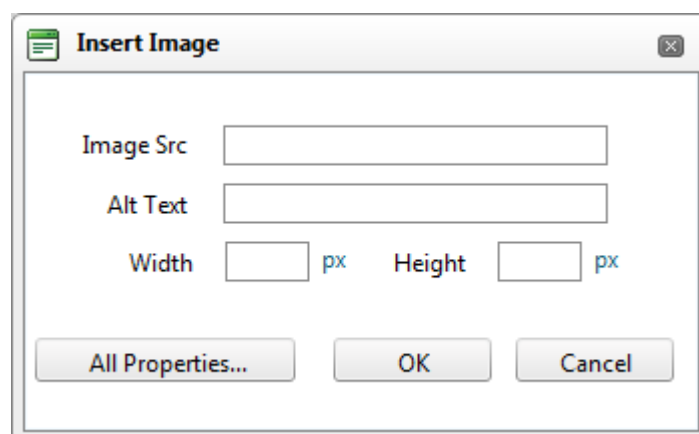 Insert Image
Image Src
Alt Text
Width px Height px
All Properties... OK Cancel